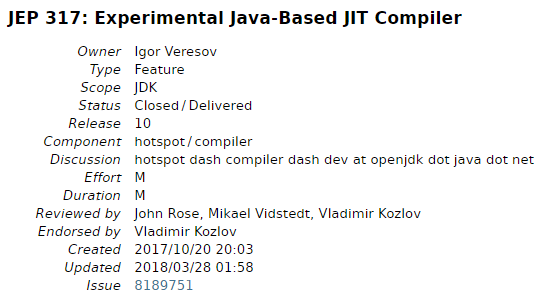 JEP 317: Experimental Java-Based JIT Compiler
Owner Igor Veresov
Type Feature
Scope JDK
Status Closed / Delivered
Release 10
Component hotspot / compiler
Discussion hotspot dash compiler dash dev at openjdk dot java dot net
Effort M
Duration M
Reviewed by John Rose, Mikael Vidstedt, Vladimir Kozlov
Endorsed by Vladimir Kozlov
Created 2017/10/20 20:03
Updated 2018/03/28 01:58
Issue 8189751